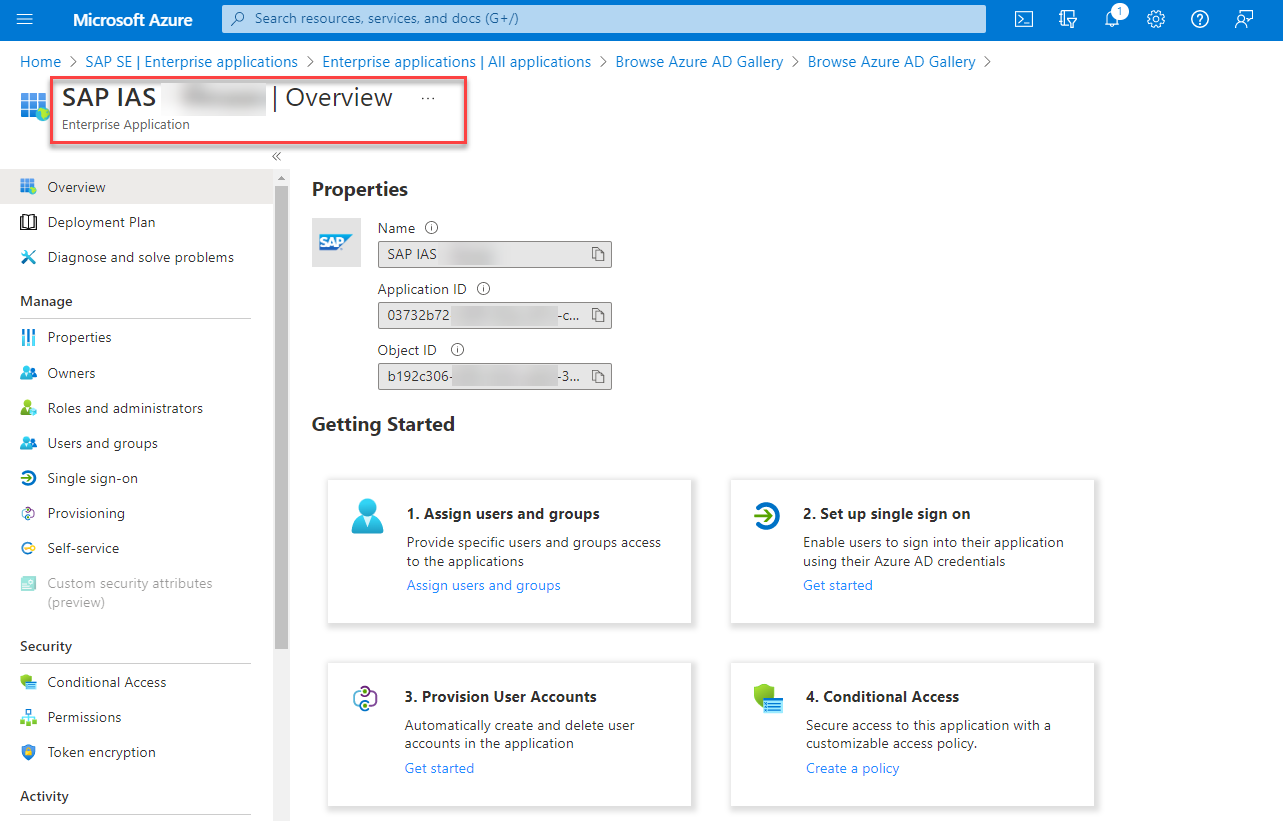 Microsoft Azure
Search resources, services, and docs (G+/)
1
Home > SAP SE | Enterprise applications > Enterprise applications | All applications > Browse Azure AD Gallery > Browse Azure AD Gallery >
SAP IAS | Overview ...
Enterprise Application
«
Overview
Deployment Plan
Diagnose and solve problems
Manage
Properties
Owners
Roles and administrators
Users and groups
Single sign-on
Provisioning
Self-service
Custom security attributes
(preview)
Security
Conditional Access
Permissions
Token encryption
Activity
Properties
SAP
Name
SAP IAS
Application ID
03732b72 -c...
Object ID
b192c306- -3...
Getting Started
1. Assign users and groups
Provide specific users and groups access
to the applications
Assign users and groups
2. Set up single sign on
Enable users to sign into their application
using their Azure AD credentials
Get started
3. Provision User Accounts
Automatically create and delete user
accounts in the application
Get started
4. Conditional Access
Secure access to this application with a
customizable access policy.
Create a policy